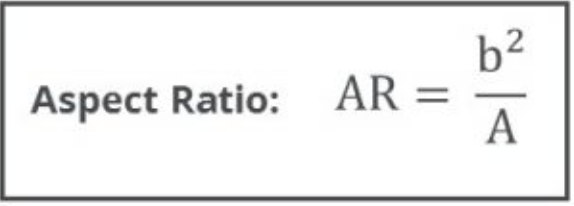 Aspect Ratio: AR = b²/A